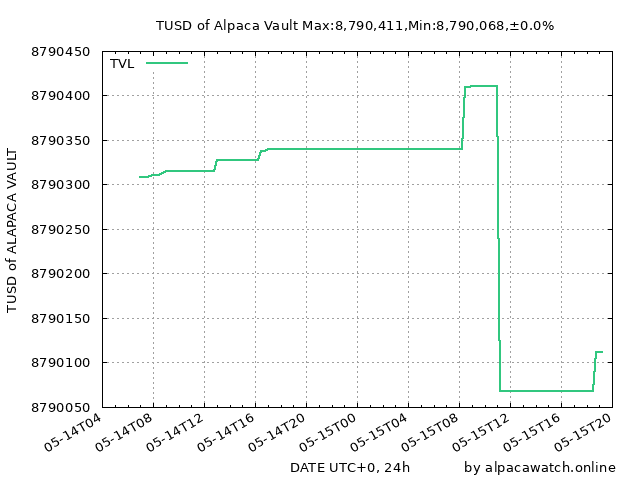 TUSD of Alpaca Vault Max:8,790,411,Min:8,790,068,±0.0%
TVL
8790450
8790400
8790350
8790300
8790250
8790200
8790150
8790100
8790050
TUSD of ALAPACA VAULT
05-14T04
05-14T08
05-14T12
05-14T16
05-14T20
05-15T00
05-15T04
05-15T08
05-15T12
05-15T16
05-15T20
DATE UTC+0, 24h
by alpacawatch.online